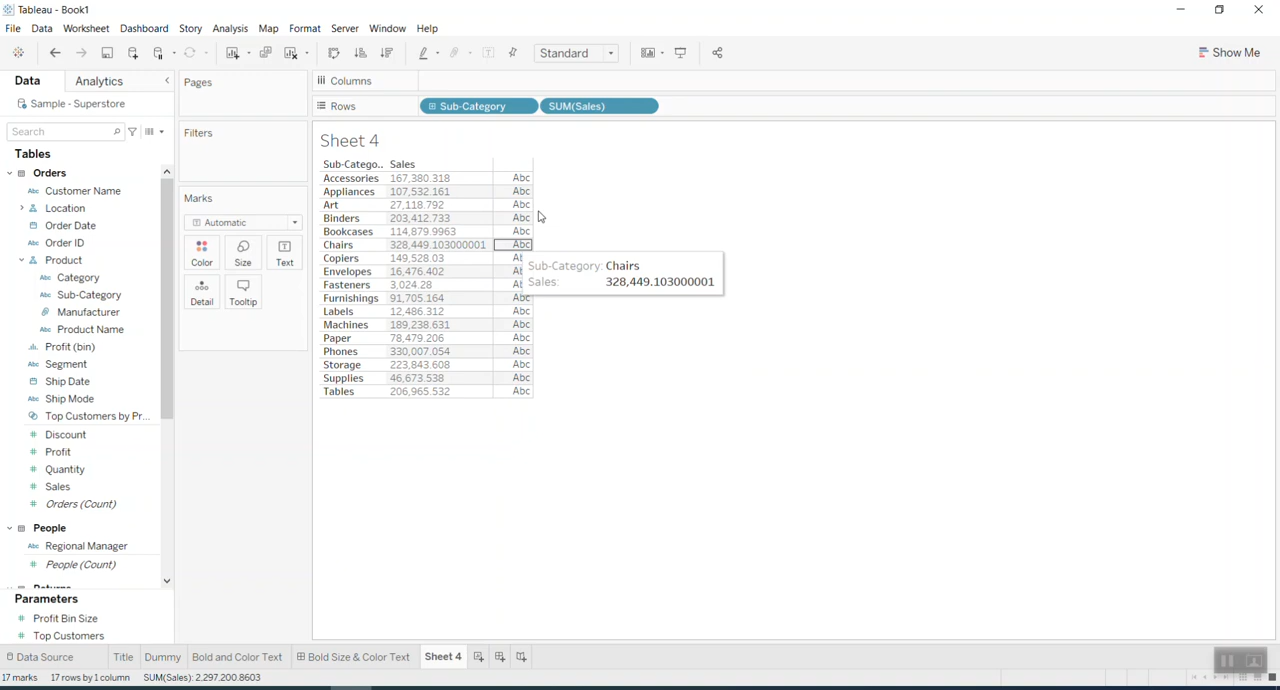 Tableau - Book1
File Data Worksheet Dashboard Story Analysis Map Format Server Window Help
Standard
Show Me
Data Analytics
Pages
Columns
Sample - Superstore
Rows
Sub-Category
SUM(Sales)
Search
Filters
Sheet 4
Tables
Orders
Customer Name
Location
Order Date
Order ID
Product
Category
Sub-Category
Manufacturer
Product Name
Profit (bin)
Segment
Ship Date
Ship Mode
Top Customers by Pr...
Discount
Profit
Quantity
Sales
Orders (Count)
People
Regional Manager
People (Count)
Returns
Parameters
Profit Bin Size
Top Customers
Marks
Automatic
Color Size Text
Detail Tooltip
Sub-Catego.. Sales
Accessories 167,380.318 Abc
Appliances 107,532.161 Abc
Art 27,118.792 Abc
Binders 203,412.733 Abc
Bookcases 114,879.9963 Abc
Chairs 328,449.103000001 Abc
Copiers 149,528.03
Envelopes 16,476.402
Fasteners 3,024.28
Furnishings 91,705.164 Abc
Labels 12,486.312 Abc
Machines 189,238.631 Abc
Paper 78,479.206 Abc
Phones 330,007.054 Abc
Storage 223,843.608 Abc
Supplies 46,673.538 Abc
Tables 206,965.532 Abc
Sub-Category: Chairs
Sales: 328,449.103000001
Data Source Title Dummy Bold and Color Text Bold Size & Color Text Sheet 4
17 marks 17 rows by 1 column SUM(Sales): 2,297,200.8603